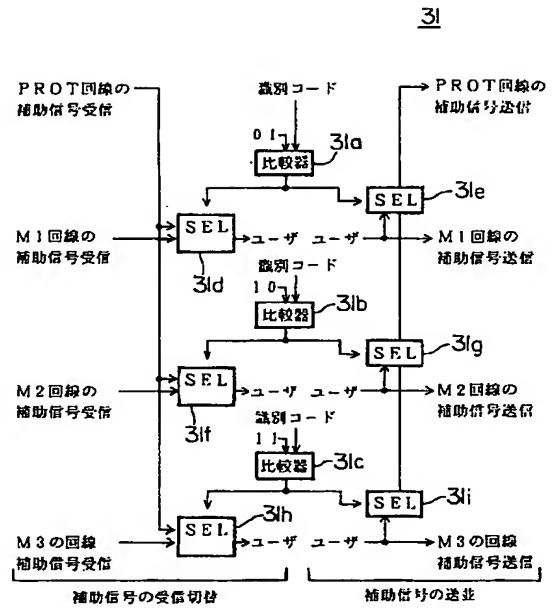 31
PROT回線の
補助信号受信
識別コード
PROT回線の
補助信号送信
01
31a
比較器
31e
SEL
SEL
M1回線の
補助信号受信
ユーザ
ユーザ
M1回線の
補助信号送信
31d
識別コード
10
31b
比較器
31g
SEL
SEL
M2回線の
補助信号受信
ユーザ
ユーザ
M2回線の
補助信号送信
31f
識別コード
11
31c
比較器
31i
SEL
31h
SEL
M3の回線
補助信号受信
ユーザ
ユーザ
M3の回線
補助信号送信
補助信号の受信切替
補助信号の送並